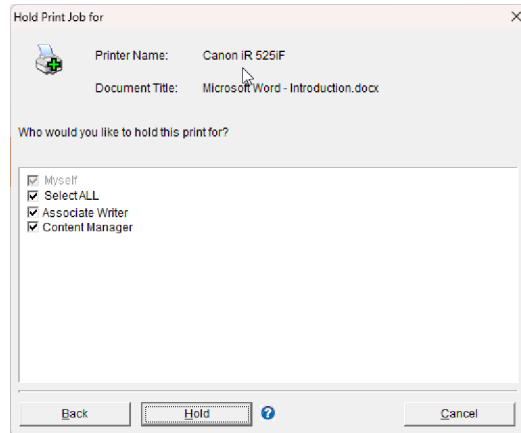 Hold Print Job for
Printer Name: Canon iR 525iF
Document Title: Microsoft Word - Introduction.docx
Who would you like to hold this print for?
Myself
Select ALL
Associate Writer
Content Manager
Back Hold ? Cancel